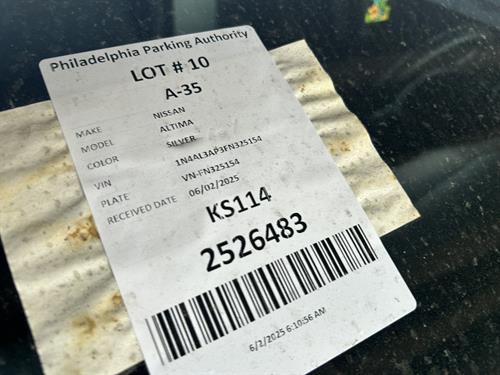 Philadelphia Parking Authority
LOT # 10
A-35
MAKE NISSAN
MODEL ALTIMA
COLOR SILVER
VIN 1N4AL3AP3FN325154
PLATE VN-FN325154
RECEIVED DATE 06/02/2025
KS114
2526483
6/2/2025 6:10:56 AM